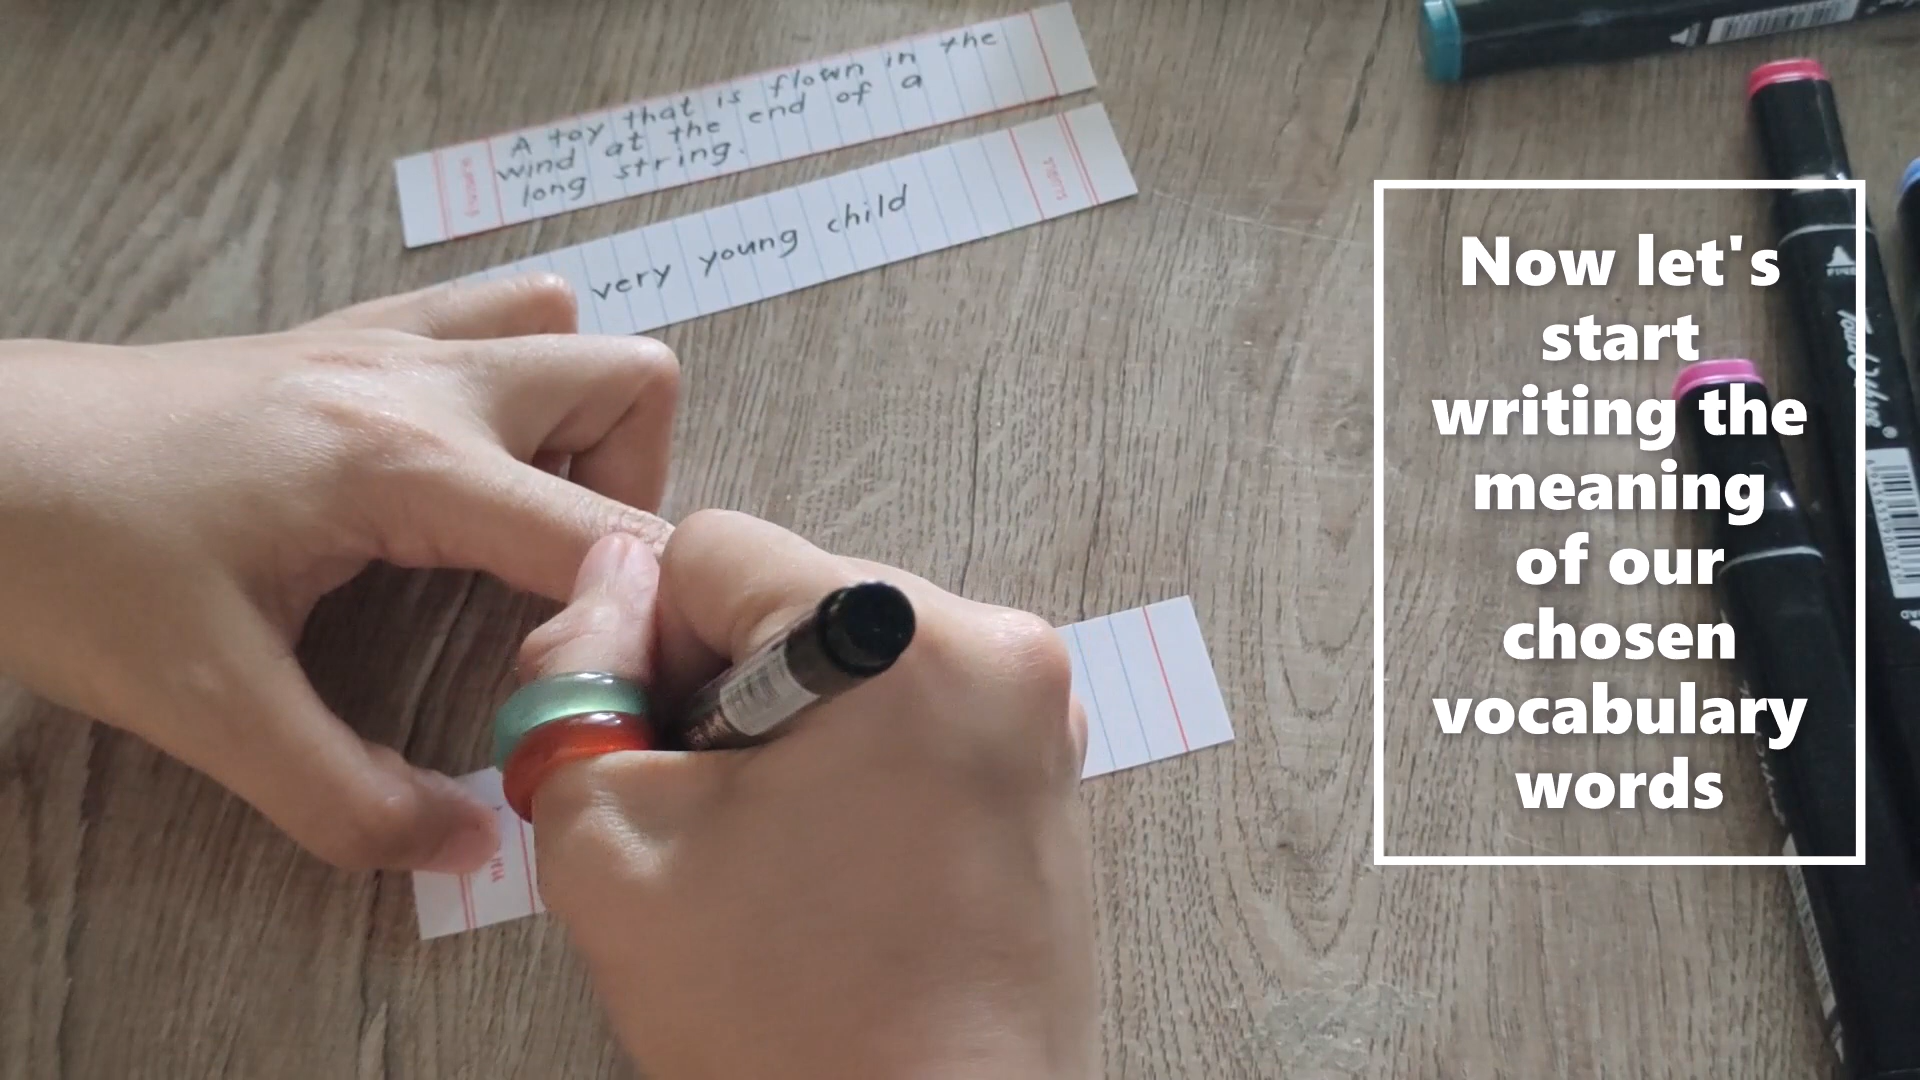 A toy that is flown in the
wind at the end of a
long string.
very young child
Now let's
start
writing the
meaning
of our
chosen
vocabulary
words